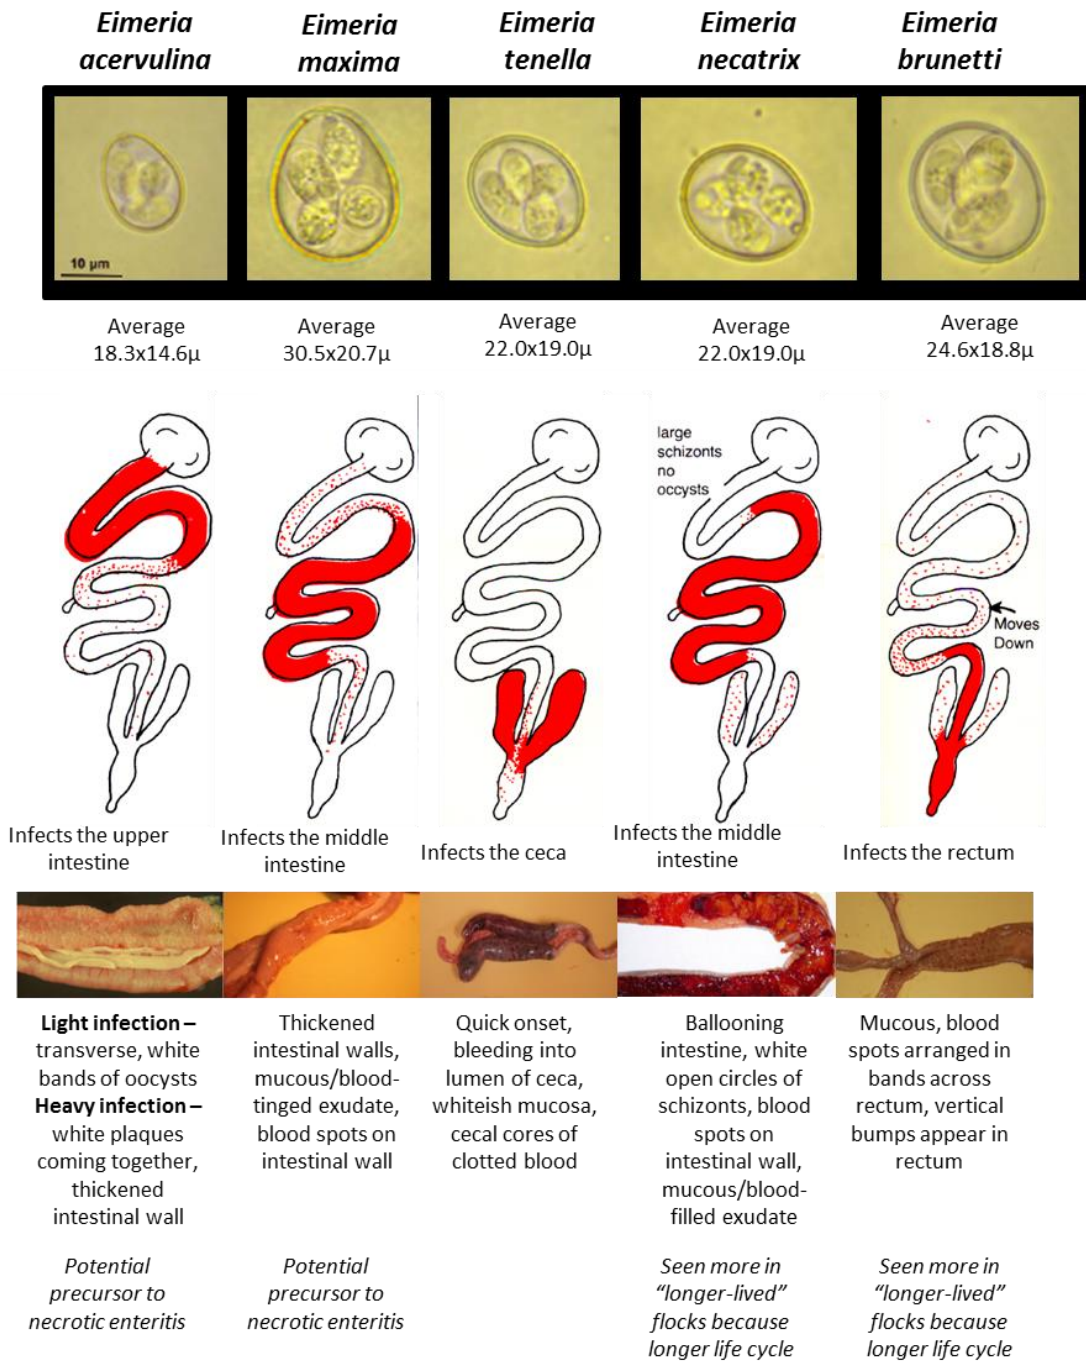 Eimeria
acervulina
Eimeria
maxima
Eimeria
tenella
Eimeria
necatrix
Eimeria
brunetti
10 µm
Average
18.3x14.6µ
Average
30.5x20.7µ
Average
22.0x19.0µ
Average
22.0x19.0µ
Average
24.6x18.8µ
large
schizonts
no
occysts
Moves
Down
Infects the upper
intestine
Infects the middle
intestine
Infects the ceca
Infects the middle
intestine
Infects the rectum
Light infection –
transverse, white
bands of oocysts
Heavy infection –
white plaques
coming together,
thickened
intestinal wall
Thickened
intestinal walls,
mucous/blood-
tinged exudate,
blood spots on
intestinal wall
Quick onset,
bleeding into
lumen of ceca,
whiteish mucosa,
cecal cores of
clotted blood
Ballooning
intestine, white
open circles of
schizonts, blood
spots on
intestinal wall,
mucous/blood-
filled exudate
Mucous, blood
spots arranged in
bands across
rectum, vertical
bumps appear in
rectum
Potential
precursor to
necrotic enteritis
Potential
precursor to
necrotic enteritis
Seen more in
“longer-lived”
flocks because
longer life cycle
Seen more in
“longer-lived”
flocks because
longer life cycle